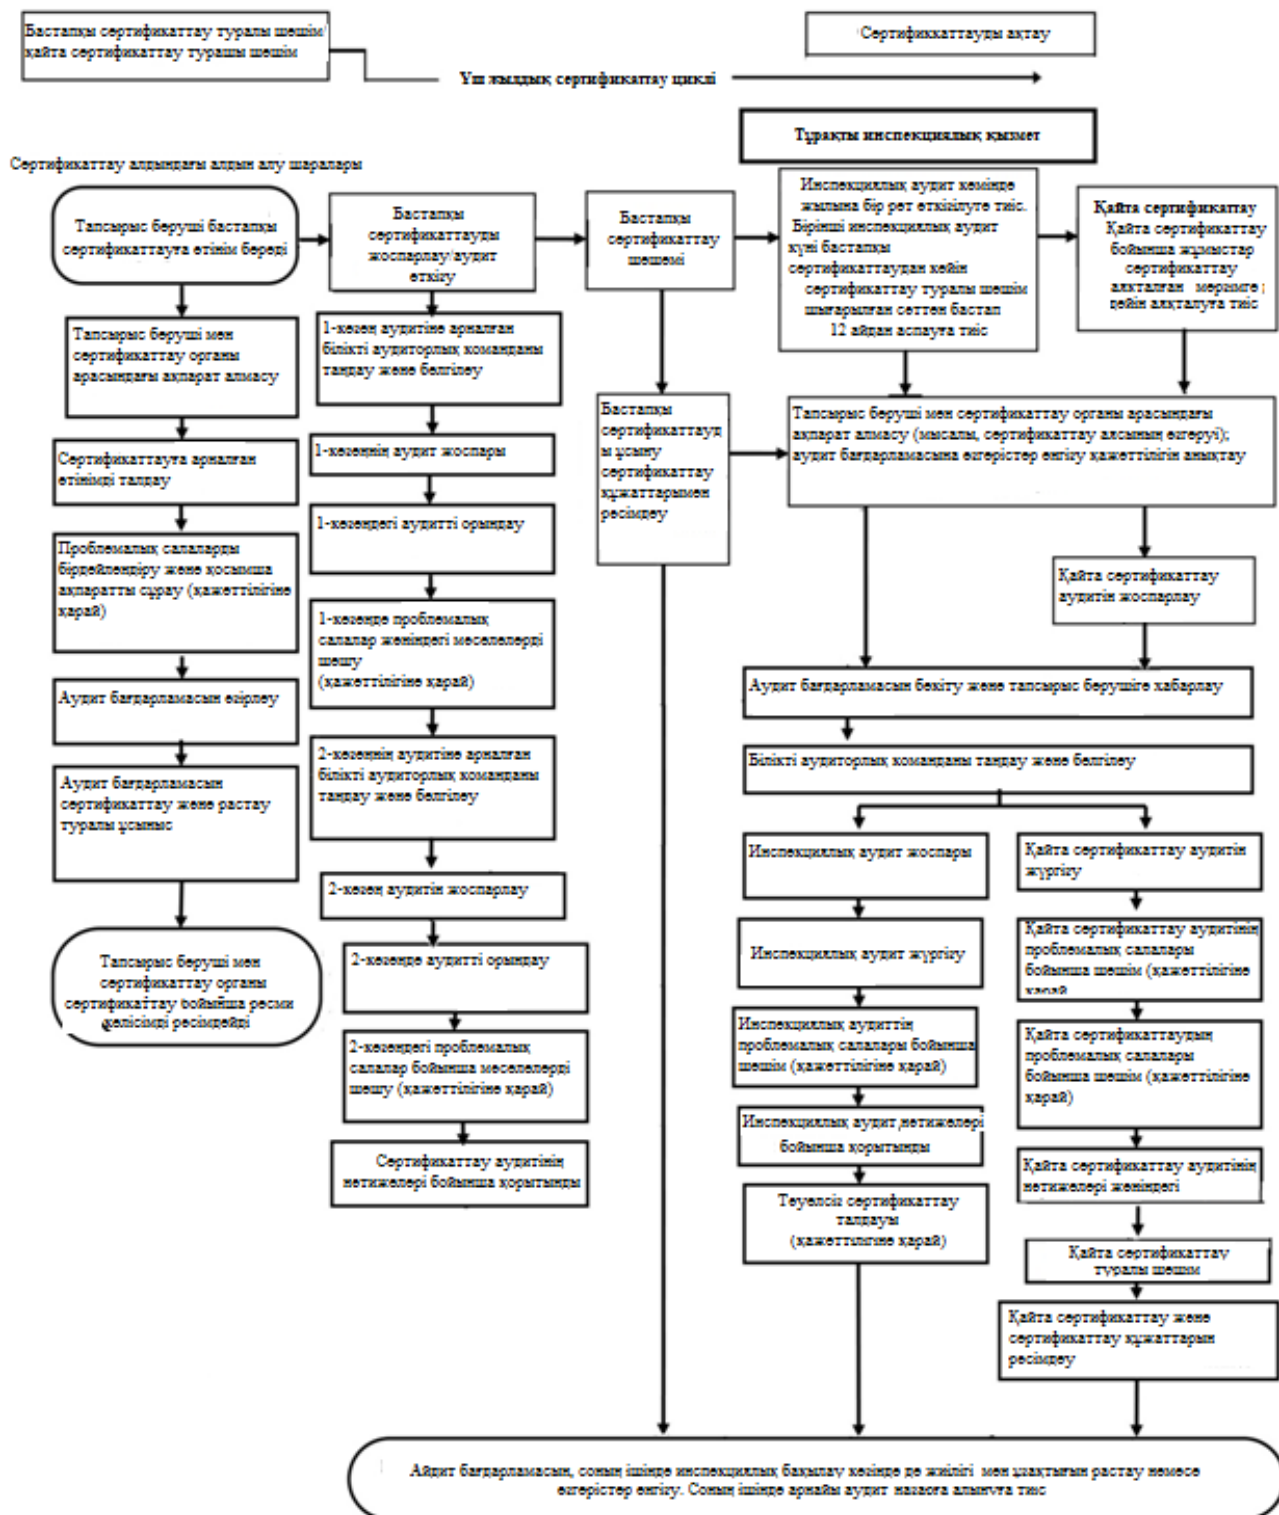 Бастапқы сертификаттау туралы шешім/
қайта сертификаттау турашы шешім
Сертификкаттауды ақтау
Үш жылдық сертификаттау циклі
Тұрақты инспекциялық қызмет
Сертификаттау алдындағы алдын алу шаралары
Тапсырыс беруші бастапқы
сертификаттауға өтінім береді
Бастапқы
сертификаттауды
жоспарлау/аудит
өткізу
Бастапқы
сертификаттау
шешемі
Инспекциялық аудит кемінде
жылына бір рет өткізілуге тиіс.
Бірінші инспекциялық аудит
күні бастапқы
сертификаттаудан кейін
сертификаттау туралы шешім
шығарылған сәттен бастап
12 айдан аспауға тиіс
Қайта сертификаттау
Қайта сертификаттау
бойынша жұмыстар
сертификаттау
аяқталған мерзімге
дейін аяқталуға тиіс
Тапсырыс беруші мен
сертификаттау органы
арасындағы ақпарат алмасу
Сертификаттауға арналған
өтінімді талдау
Проблемалық салаларды
бірдейлендіру және қосымша
ақпаратты сұрау (қажеттілігіне
қарай)
Аудит бағдарламасын әзірлеу
Аудит бағдарламасын
сертификаттау және растау
туралы ұсыныс
Тапсырыс беруші мен
сертификаттау органы
сертификаттау бойынша ресми
келісімді ресімдейді
1-кезең аудитіне арналған
білікті аудиторлық команданы
таңдау және белгілеу
1-кезеңнің аудит жоспары
1-кезеңдегі аудитті орындау
1-кезеңде проблемалық
салалар жөніндегі мәселелерді
шешу
(қажеттілігіне қарай)
2-кезеңнің аудитіне арналған
білікті аудиторлық команданы
таңдау және белгілеу
2-кезең аудитін жоспарлау
2-кезеңде аудитті орындау
2-кезеңдегі проблемалық
салалар бойынша мәселелерді
шешу (қажеттілігіне қарай)
Сертификаттау аудитінің
нәтижелері бойынша қорытынды
Бастапқы
сертификаттауд
ы ұсыну
сертификаттау
құжаттарымен
ресімдеу
Тапсырыс беруші мен сертификаттау органы арасындағы
ақпарат алмасу (мысалы, сертификаттау аясының өзгеруі);
аудит бағдарламасына өзгерістер енгізу қажеттілігін анықтау
Қайта сертификаттау
аудитін жоспарлау
Аудит бағдарламасын бекіту және тапсырыс берушіге хабарлау
Білікті аудиторлық команданы таңдау және белгілеу
Инспекциялық аудит жоспары
Инспекциялық аудит жүргізу
Инспекциялық аудиттің
проблемалық салалары бойынша
шешім (қажеттілігіне қарай)
Инспекциялық аудит нәтижелері
бойынша қорытынды
Тәуелсіз сертификаттау
талдауы
(қажеттілігіне қарай)
Қайта сертификаттау аудитін
жүргізу
Қайта сертификаттау аудитінің
проблемалық салалары
бойынша шешім (қажеттілігіне
қарай
Қайта сертификаттаудың
проблемалық салалары
бойынша шешім (қажеттілігіне
қарай)
Қайта сертификаттау аудитінің
нәтижелері жөніндегі
Қайта сертификаттау
туралы шешім
Қайта сертификаттау және
сертификаттау құжаттарын
ресімдеу
Айдит бағдарламасын, соның ішінде инспекциялық бақылау кезінде де жиілігі мен ұзақтығын растау немесе
өзгерістер енгізу. Соның ішінде арнайы аудит назарға алынуға тиіс